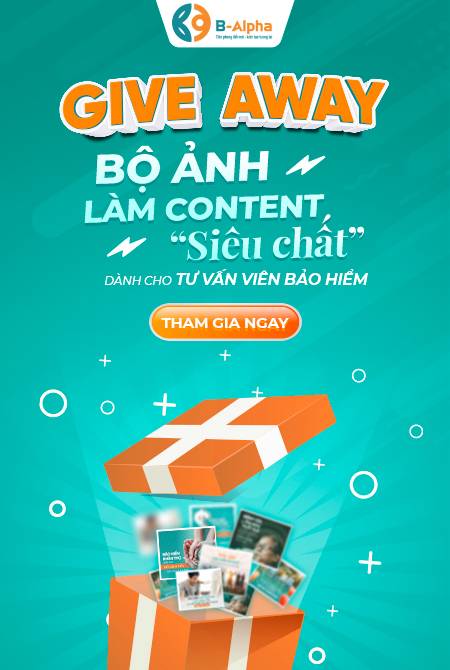 B-Alpha
GIVE AWAY
BỘ ẢNH
LÀM CONTENT
“Siêu chất”
DÀNH CHO TƯ VẤN VIÊN BẢO HIỂM
THAM GIA NGAY